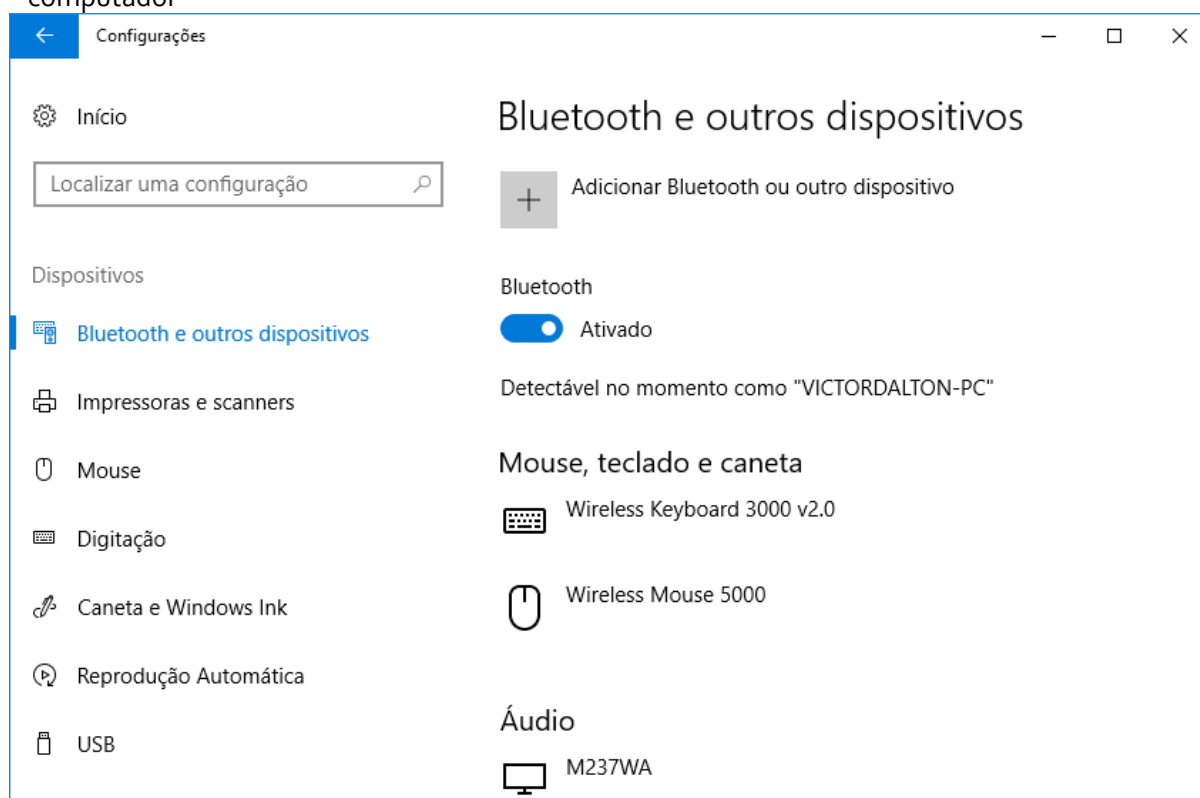 computador
Configurações
Início
Localizar uma configuração
Dispositivos
Bluetooth e outros dispositivos
Impressoras e scanners
Mouse
Digitação
Caneta e Windows Ink
Reprodução Automática
USB
Bluetooth e outros dispositivos
Adicionar Bluetooth ou outro dispositivo
Bluetooth
Ativado
Detectável no momento como "VICTORDALTON-PC"
Mouse, teclado e caneta
Wireless Keyboard 3000 v2.0
Wireless Mouse 5000
Áudio
M237WA